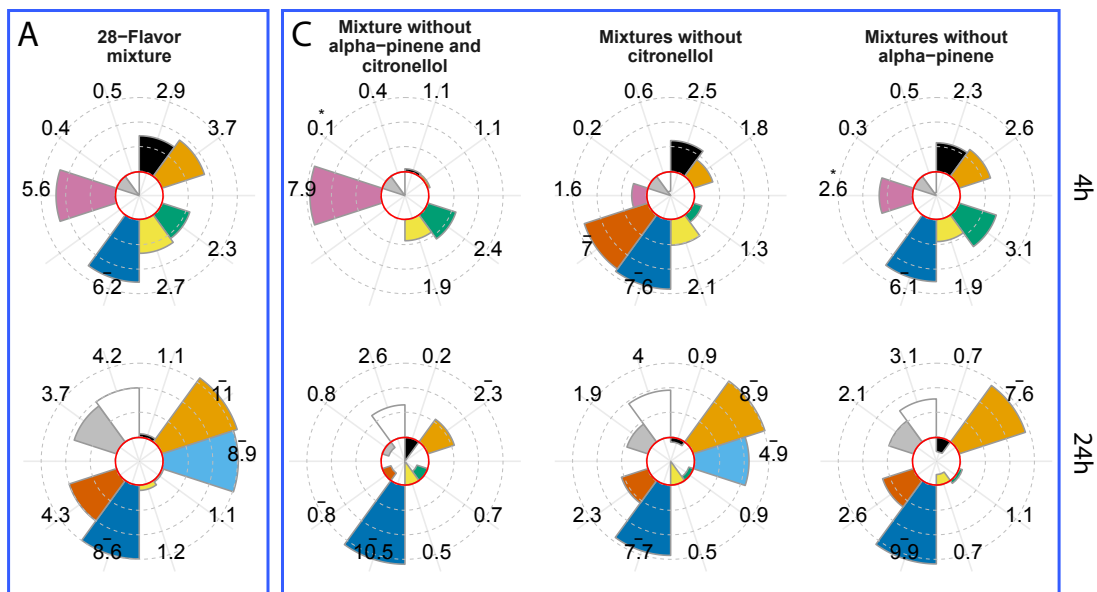 A
28−Flavor
mixture
C
Mixture without
alpha−pinene and
citronellol
Mixtures without
citronellol
Mixtures without
alpha−pinene
0.5 2.9
0.4 3.7
5.6
6.2 2.7 2.3
0.4 1.1
*
0.1 1.1
7.9
1.9 2.4
0.6 2.5
0.2 1.8
1.6
7 1.3
7.6 2.1
0.5 2.3
0.3 2.6
*
2.6
6.1 1.9 3.1
4h
4.2 1.1
3.7 11
8.9
4.3 1.1
8.6 1.2
2.6 0.2
0.8 2.3
0.8 0.7
10.5 0.5
4 0.9
1.9 8.9
4.9
2.3 0.9
7.7 0.5
3.1 0.7
2.1 7.6
2.6 1.1
9.9 0.7
24h